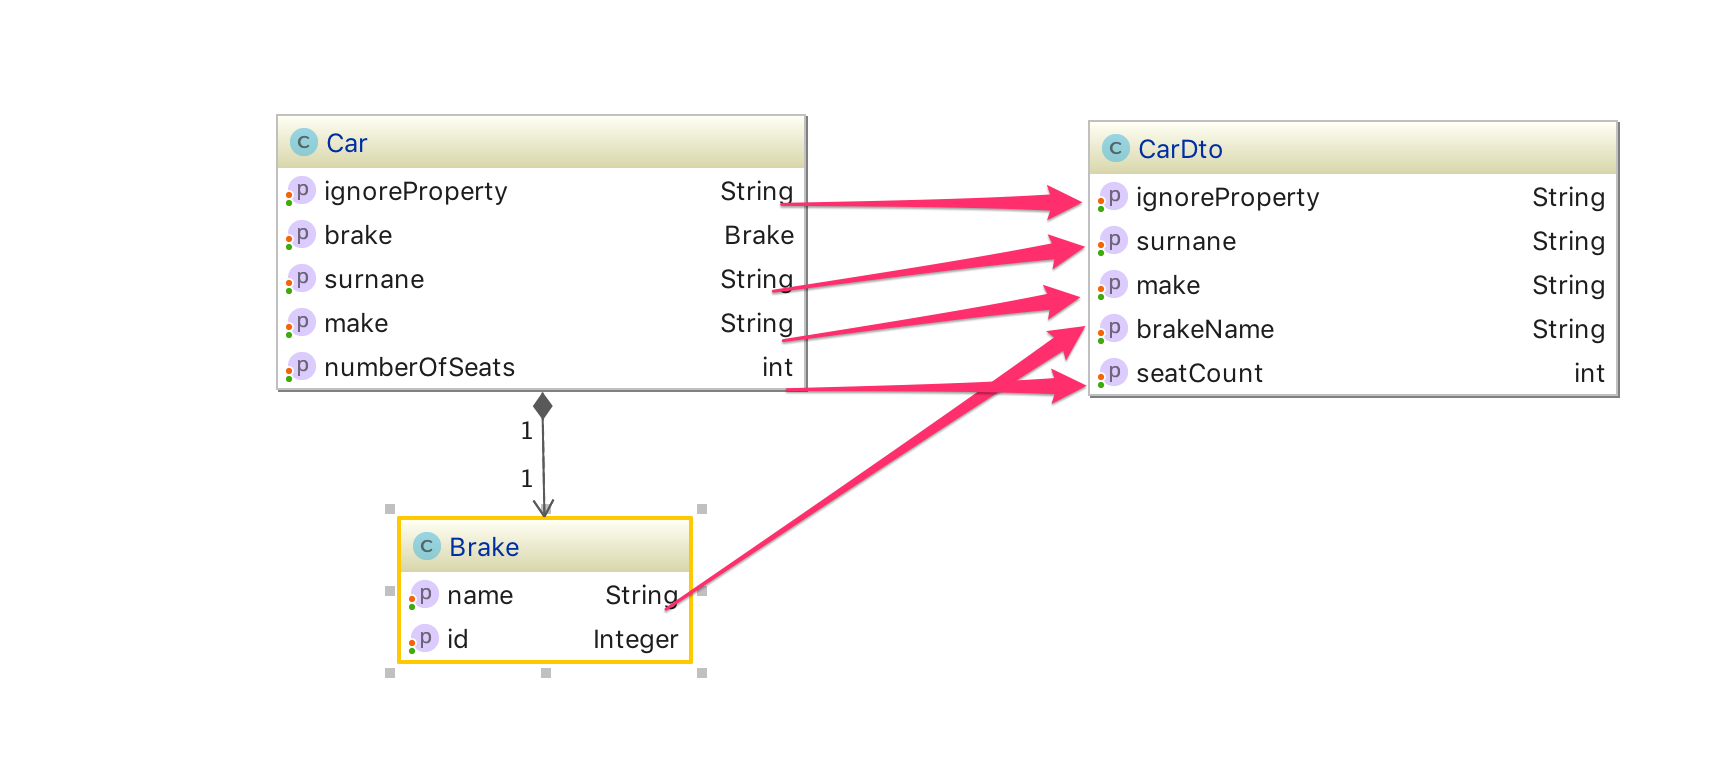 C Car
p ignoreProperty String
p brake Brake
p surnane String
p make String
p numberOfSeats int
1
1
C Brake
p name String
p id Integer
C CarDto
p ignoreProperty String
p surnane String
p make String
p brakeName String
p seatCount int